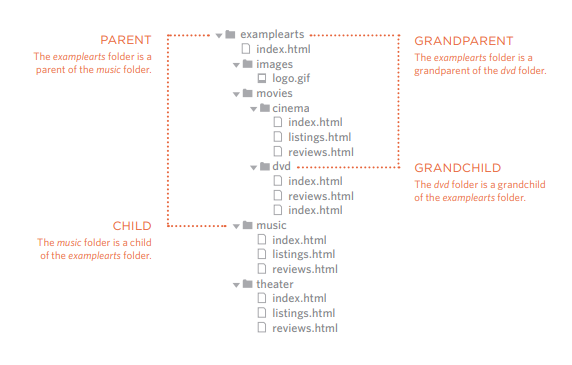 PARENT
The examplearts folder is a
parent of the music folder.
examplearts
index.html
images
logo.gif
movies
cinema
index.html
listings.html
reviews.html
dvd
index.html
reviews.html
index.html
music
index.html
listings.html
reviews.html
theater
index.html
listings.html
reviews.html
GRANDPARENT
The examplearts folder is a
grandparent of the dvd folder.
GRANDCHILD
The dvd folder is a grandchild
of the examplearts folder.
CHILD
The music folder is a child
of the examplearts folder.